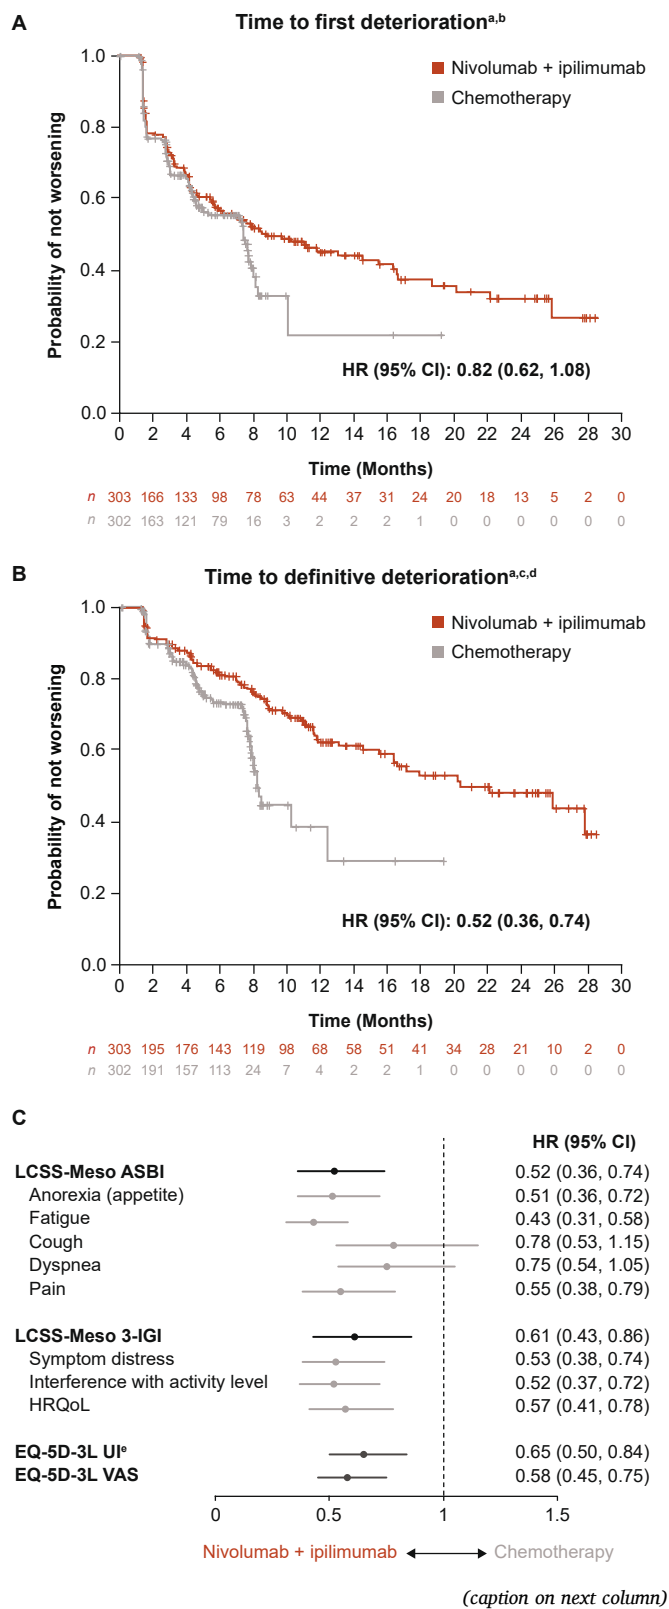 A
Time to first deterioration^a,b
Nivolumab + ipilimumab
Chemotherapy
Probability of not worsening
1.0
0.8
0.6
0.4
0.2
0.0
HR (95% CI): 0.82 (0.62, 1.08)
0 2 4 6 8 10 12 14 16 18 20 22 24 26 28 30
Time (Months)
n 303 166 133 98 78 63 44 37 31 24 20 18 13 5 2 0
n 302 163 121 79 16 3 2 2 2 1 0 0 0 0 0 0
B
Time to definitive deterioration^a,c,d
Nivolumab + ipilimumab
Chemotherapy
Probability of not worsening
1.0
0.8
0.6
0.4
0.2
0.0
HR (95% CI): 0.52 (0.36, 0.74)
0 2 4 6 8 10 12 14 16 18 20 22 24 26 28 30
Time (Months)
n 303 195 176 143 119 98 68 58 51 41 34 28 21 10 2 0
n 302 191 157 113 24 7 4 2 2 1 0 0 0 0 0 0
C
HR (95% CI)
LCSS-Meso ASBI 0.52 (0.36, 0.74)
Anorexia (appetite) 0.51 (0.36, 0.72)
Fatigue 0.43 (0.31, 0.58)
Cough 0.78 (0.53, 1.15)
Dyspnea 0.75 (0.54, 1.05)
Pain 0.55 (0.38, 0.79)
LCSS-Meso 3-IGI 0.61 (0.43, 0.86)
Symptom distress 0.53 (0.38, 0.74)
Interference with activity level 0.52 (0.37, 0.72)
HRQoL 0.57 (0.41, 0.78)
EQ-5D-3L UI^e 0.65 (0.50, 0.84)
EQ-5D-3L VAS 0.58 (0.45, 0.75)
0 0.5 1 1.5
Nivolumab + ipilimumab Chemotherapy
(caption on next column)